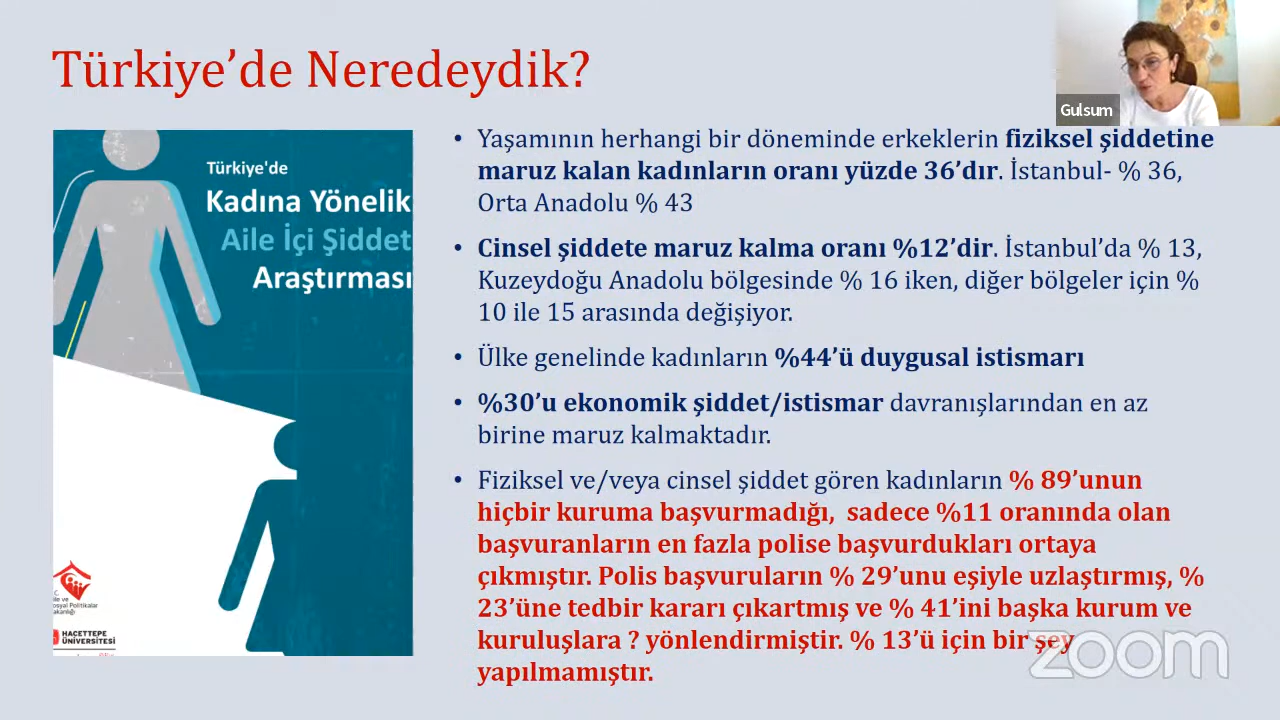 Türkiye’de Neredeydik?
Gulsum
Türkiye'de
Kadına Yönelik
Aile İçi Şiddet
Araştırması
HACETTEPE
ÜNİVERSİTESİ
• Yaşamının herhangi bir döneminde erkeklerin fiziksel şiddetine
maruz kalan kadınların oranı yüzde 36’dır. İstanbul- % 36,
Orta Anadolu % 43
• Cinsel şiddete maruz kalma oranı %12’dir. İstanbul’da % 13,
Kuzeydoğu Anadolu bölgesinde % 16 iken, diğer bölgeler için %
10 ile 15 arasında değişiyor.
• Ülke genelinde kadınların %44’ü duygusal istismarı
• %30’u ekonomik şiddet/istismar davranışlarından en az
birine maruz kalmaktadır.
• Fiziksel ve/veya cinsel şiddet gören kadınların % 89’unun
hiçbir kuruma başvurmadığı, sadece %11 oranında olan
başvuranların en fazla polise başvurdukları ortaya
çıkmıştır. Polis başvuruların % 29’unu eşiyle uzlaştırmış, %
23’üne tedbir kararı çıkartmış ve % 41’ini başka kurum ve
kuruluşlara ? yönlendirmiştir. % 13’ü için bir şey
yapılmamıştır.
zoom